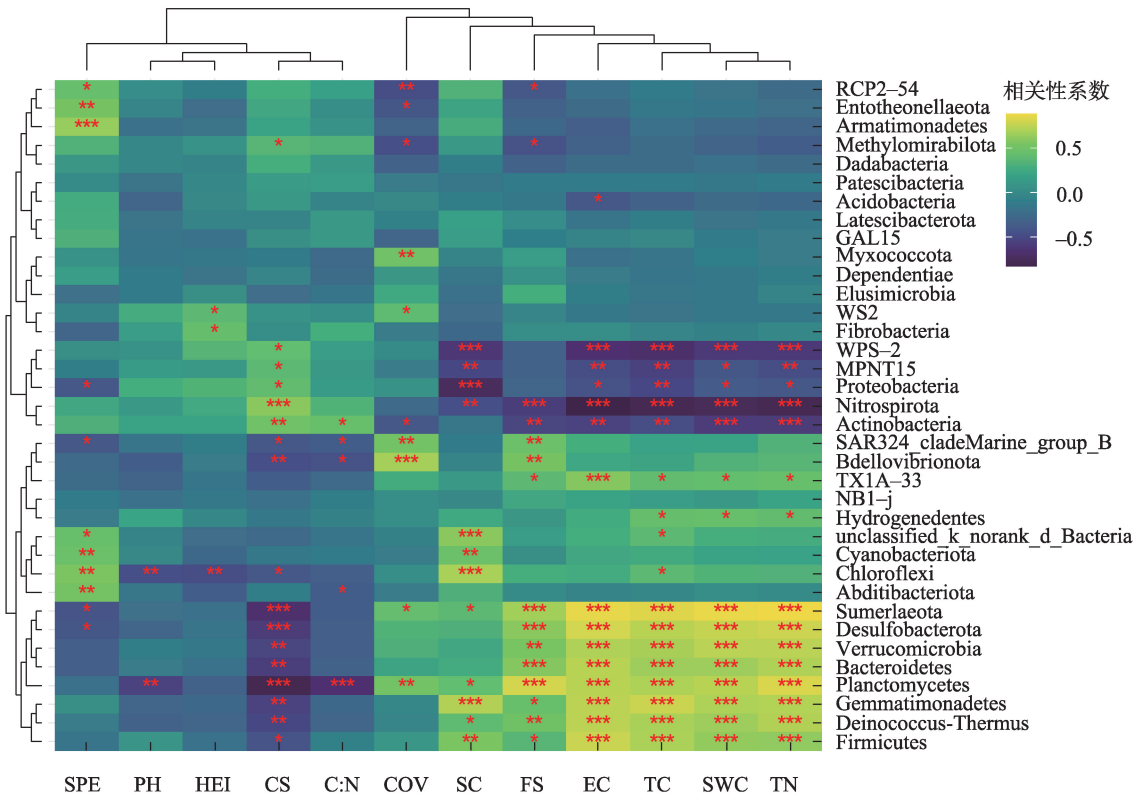 * ** * RCP2–54
** * Entotheonellaeota
*** Armatimonadetes
* * * Methylomirabilota
Dadabacteria
Patescibacteria
* Acidobacteria
Latescibacterota
GAL15
** Myxococcota
Dependentiae
Elusimicrobia
* * WS2
* Fibrobacteria
* *** *** *** *** *** WPS–2
* ** ** ** * ** MPNT15
* * *** * ** * * Proteobacteria
*** ** *** *** *** *** *** Nitrospirota
** * * ** ** ** *** *** Actinobacteria
* * * ** ** SAR324_cladeMarine_group_B
** * *** ** Bdellovibrionota
* *** * * * TX1A–33
NB1–j
* * * Hydrogenedentes
* *** * unclassified_k_norank_d_Bacteria
** ** Cyanobacteriota
** ** ** * *** * Chloroflexi
** * Abditibacteriota
* *** * * *** *** *** *** *** Sumerlaeota
* *** *** *** *** *** *** Desulfobacterota
** ** *** *** *** *** Verrucomicrobia
** *** *** *** *** *** Bacteroidetes
** *** *** ** * *** *** *** *** *** Planctomycetes
** *** * *** *** *** *** Gemmatimonadetes
** * ** *** *** *** *** Deinococcus-Thermus
* ** * *** *** *** *** Firmicutes
SPE PH HEI CS C:N COV SC FS EC TC SWC TN
相关性系数
0.5
0.0
–0.5